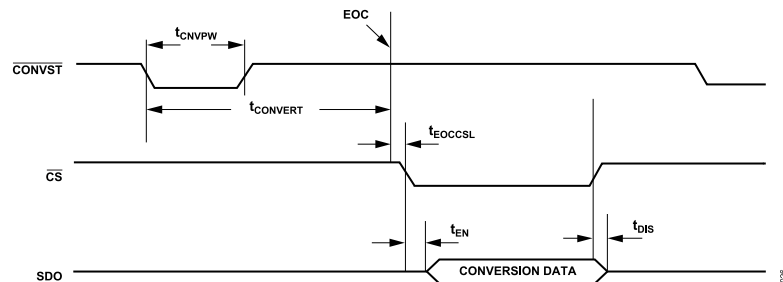 EOC
tCNVPW
CONVST
tCONVERT
tEOCCSL
CS
tEN
tDIS
SDO
CONVERSION DATA